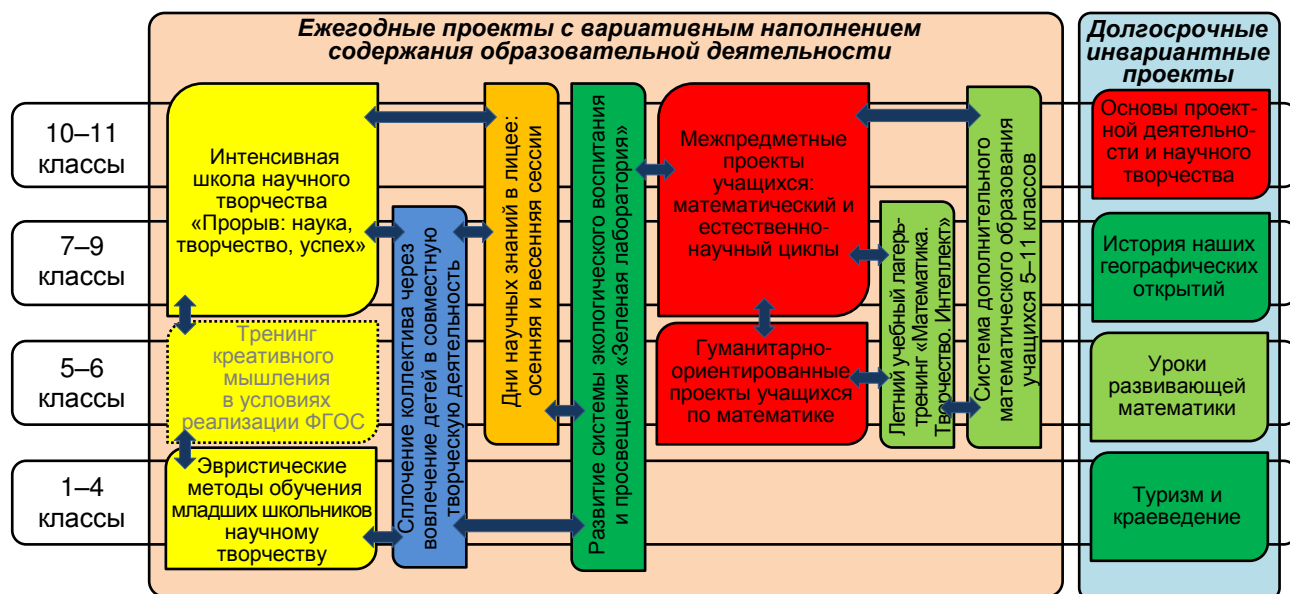 Ежегодные проекты с вариативным наполнением
содержания образовательной деятельности
Долгосрочные
инвариантные
проекты
10–11
классы
7–9
классы
5–6
классы
1–4
классы
Интенсивная
школа научного
творчества
«Прорыв: наука,
творчество, успех»
Тренинг
креативного
мышления
в условиях
реализации ФГОС
Эвристические
методы обучения
младших школьников
научному
творчеству
Сплочение коллектива через
вовлечение детей в совместную
творческую деятельность
Дни научных знаний в лицее:
осенняя и весенняя сессии
Развитие системы экологического воспитания
и просвещения «Зеленая лаборатория»
Межпредметные
проекты
учащихся:
математический и
естественно-
научный циклы
Гуманитарно-
ориентированные
проекты учащихся
по математике
Летний учебный лагерь-
тренинг «Математика.
Творчество. Интеллект»
Система дополнительного
математического образования
учащихся 5–11 классов
Основы проект-
ной деятельно-
сти и научного
творчества
История наших
географических
открытий
Уроки
развивающей
математики
Туризм и
краеведение